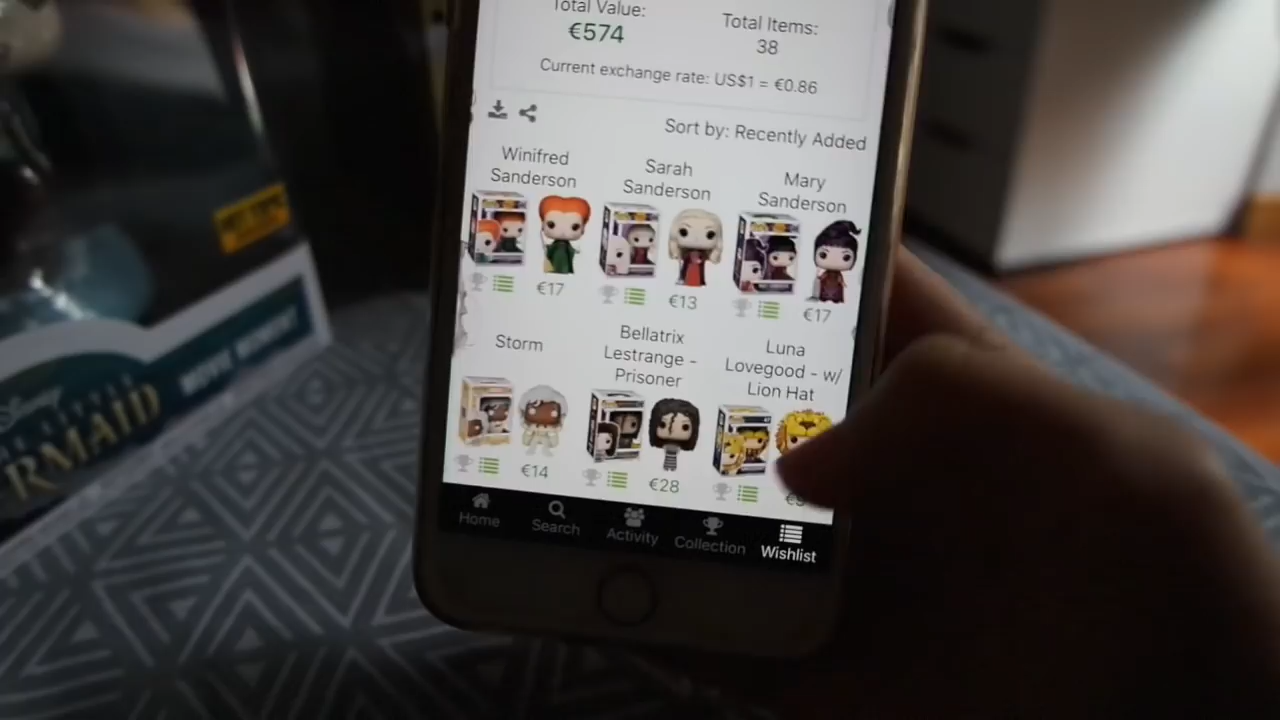 Total Value:
€574
Total Items:
38
Current exchange rate: US$1 = €0.86
Sort by: Recently Added
Winifred
Sanderson
Sarah
Sanderson
Mary
Sanderson
€17
€13
€17
Storm
Bellatrix
Lestrange -
Prisoner
Luna
Lovegood - w/
Lion Hat
€14
€28
Home
Search
Activity
Collection
Wishlist
Disney
RMAID